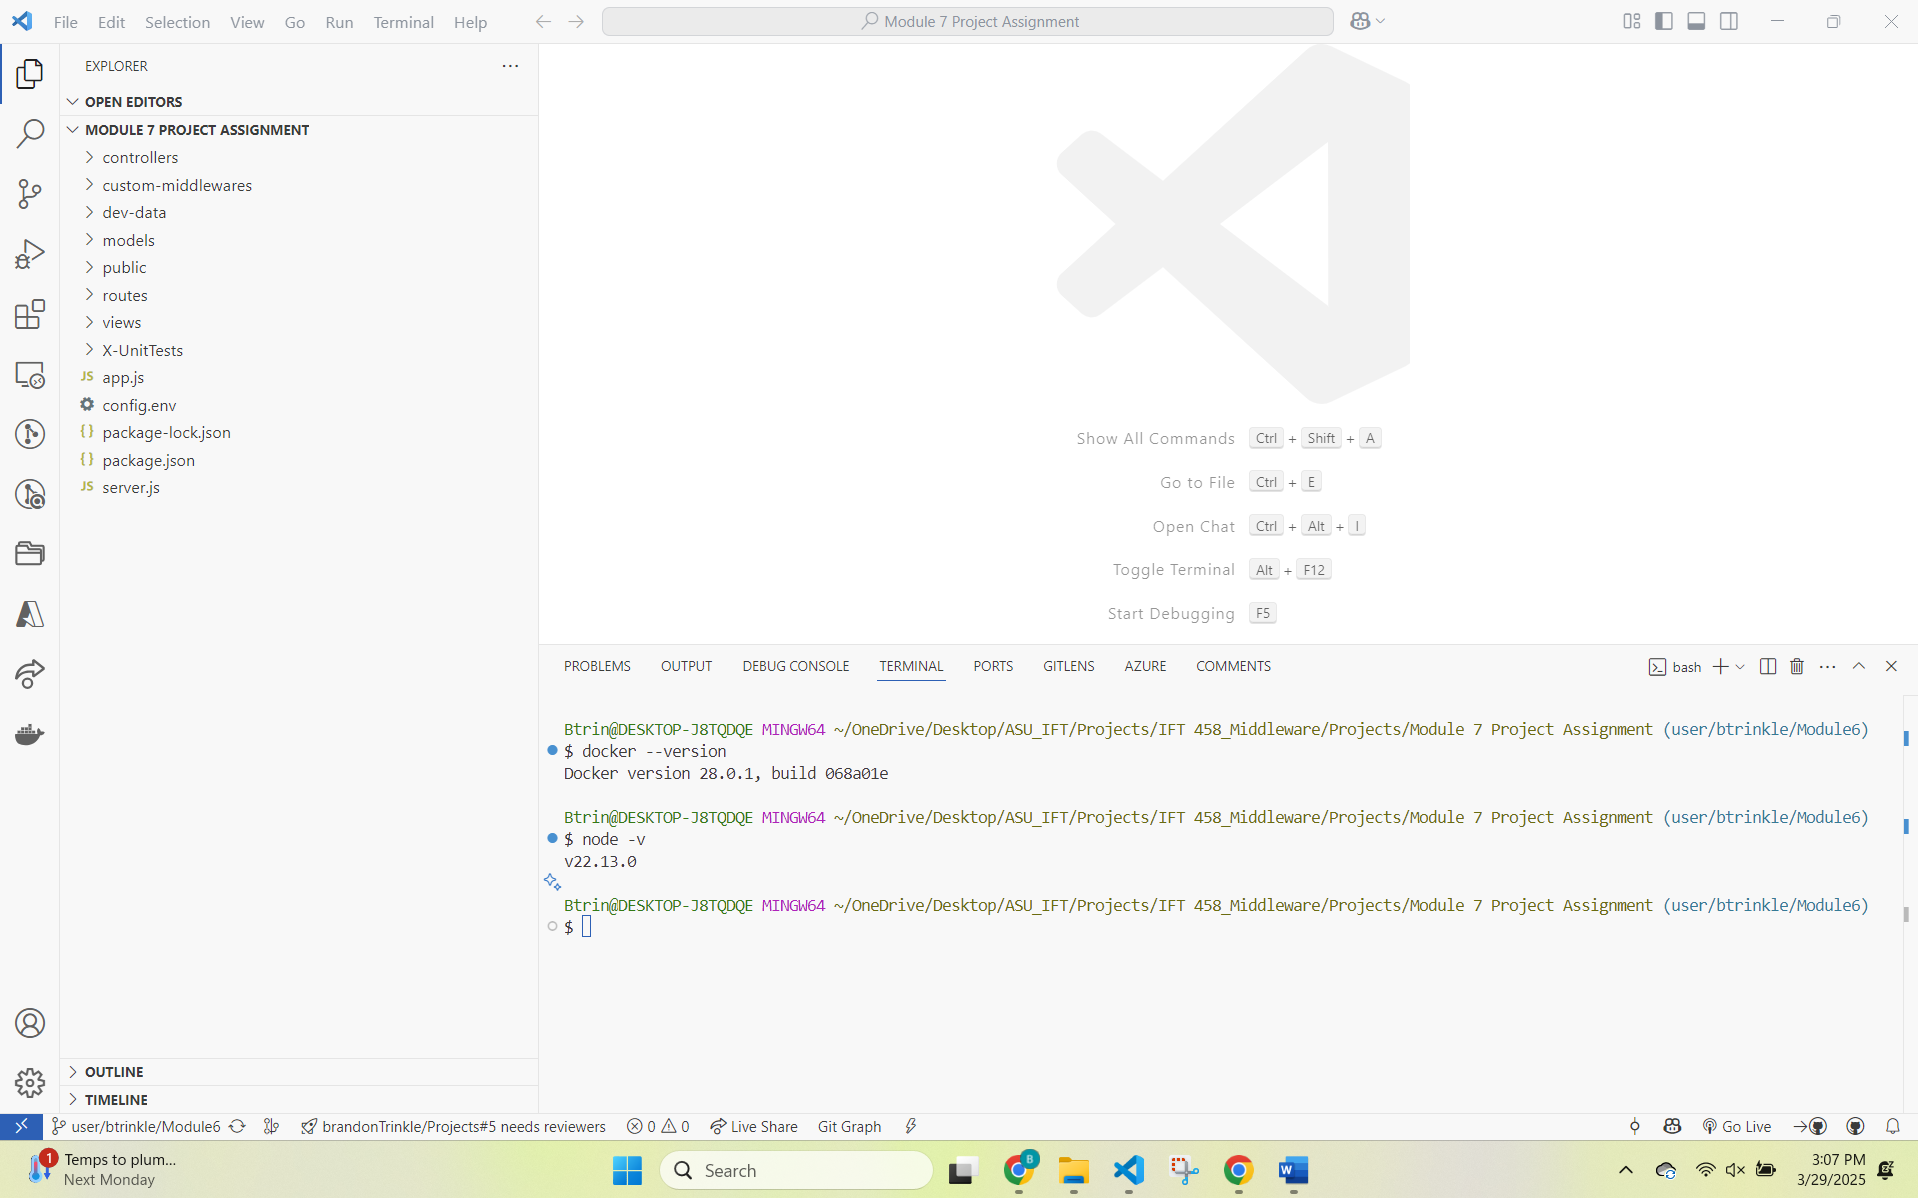 File Edit Selection View Go Run Terminal Help
Module 7 Project Assignment
EXPLORER
OPEN EDITORS
MODULE 7 PROJECT ASSIGNMENT
controllers
custom-middlewares
dev-data
models
public
routes
views
X-UnitTests
JS app.js
config.env
{} package-lock.json
{} package.json
JS server.js
OUTLINE
TIMELINE
Show All Commands Ctrl + Shift + A
Go to File Ctrl + E
Open Chat Ctrl + Alt + I
Toggle Terminal Alt + F12
Start Debugging F5
PROBLEMS OUTPUT DEBUG CONSOLE TERMINAL PORTS GITLENS AZURE COMMENTS
bash
Btrin@DESKTOP-J8TQDQE MINGW64 ~/OneDrive/Desktop/ASU_IFT/Projects/IFT 458_Middleware/Projects/Module 7 Project Assignment (user/btrinkle/Module6)
$ docker --version
Docker version 28.0.1, build 068a01e
Btrin@DESKTOP-J8TQDQE MINGW64 ~/OneDrive/Desktop/ASU_IFT/Projects/IFT 458_Middleware/Projects/Module 7 Project Assignment (user/btrinkle/Module6)
$ node -v
v22.13.0
Btrin@DESKTOP-J8TQDQE MINGW64 ~/OneDrive/Desktop/ASU_IFT/Projects/IFT 458_Middleware/Projects/Module 7 Project Assignment (user/btrinkle/Module6)
$
user/btrinkle/Module6 brandonTrinkle/Projects#5 needs reviewers 0 0 Live Share Git Graph Go Live
1 Temps to plum...
Next Monday
Search
B
W
3:07 PM
3/29/2025